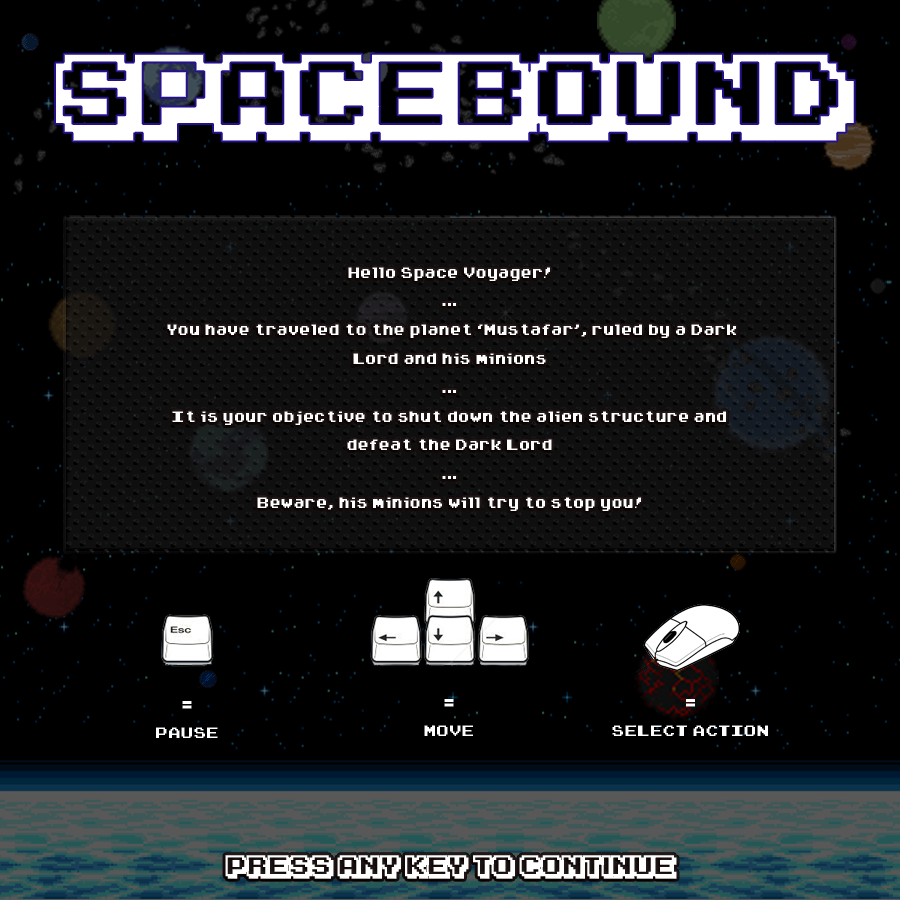 SPACEBOUND
Hello Space Voyager!
...
You have traveled to the planet ‘Mustafar’, ruled by a Dark
Lord and his minions
...
It is your objective to shut down the alien structure and
defeat the Dark Lord
...
Beware, his minions will try to stop you!
↑
Esc ← ↓ →
= = =
PAUSE MOVE SELECT ACTION
PRESS ANY KEY TO CONTINUE